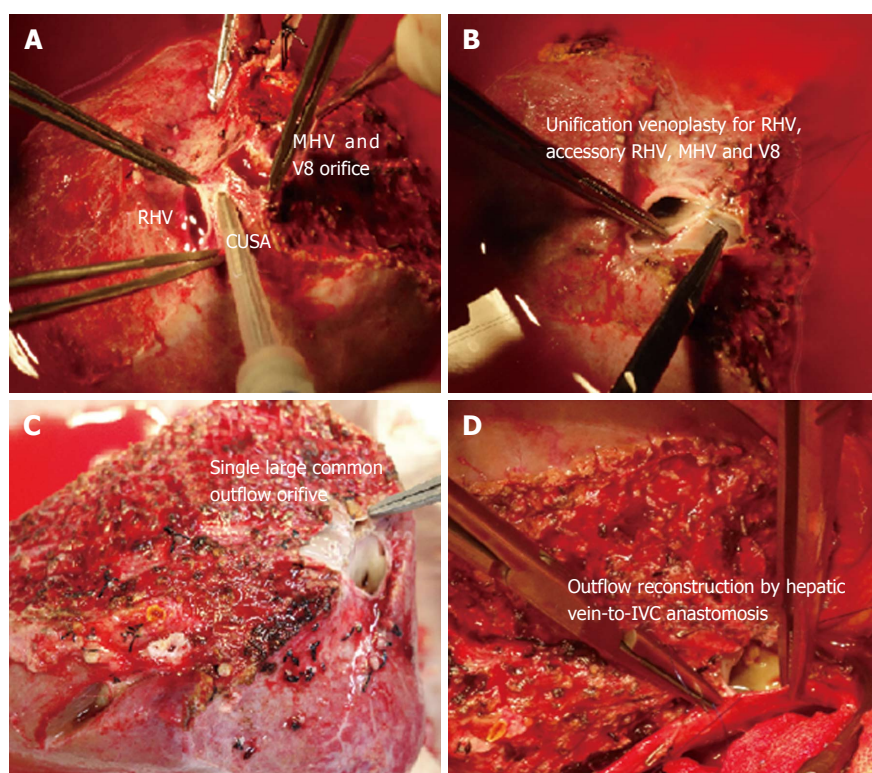 A
MHV and
V8 orifice
RHV
CUSA
B
Unification venoplasty for RHV,
accessory RHV, MHV and V8
C
Single large common
outflow orifive
D
Outflow reconstruction by hepatic
vein-to-IVC anastomosis